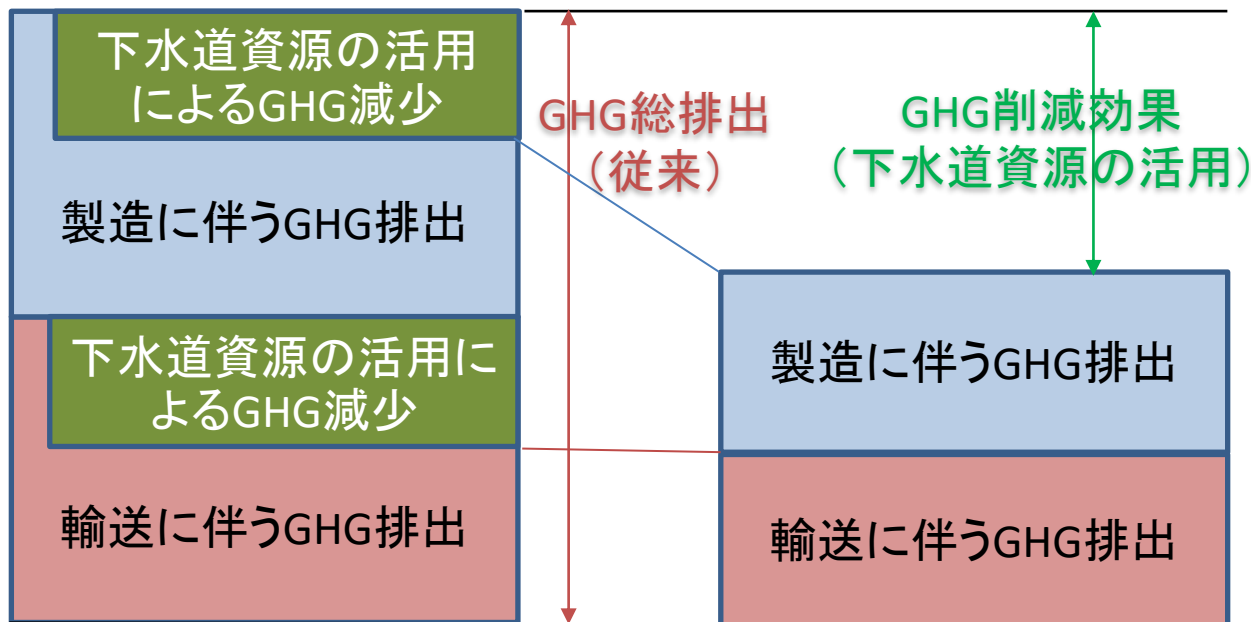 下水道資源の活用
によるGHG減少
製造に伴うGHG排出
下水道資源の活用に
よるGHG減少
輸送に伴うGHG排出
GHG総排出
（従来）
GHG削減効果
（下水道資源の活用）
製造に伴うGHG排出
輸送に伴うGHG排出